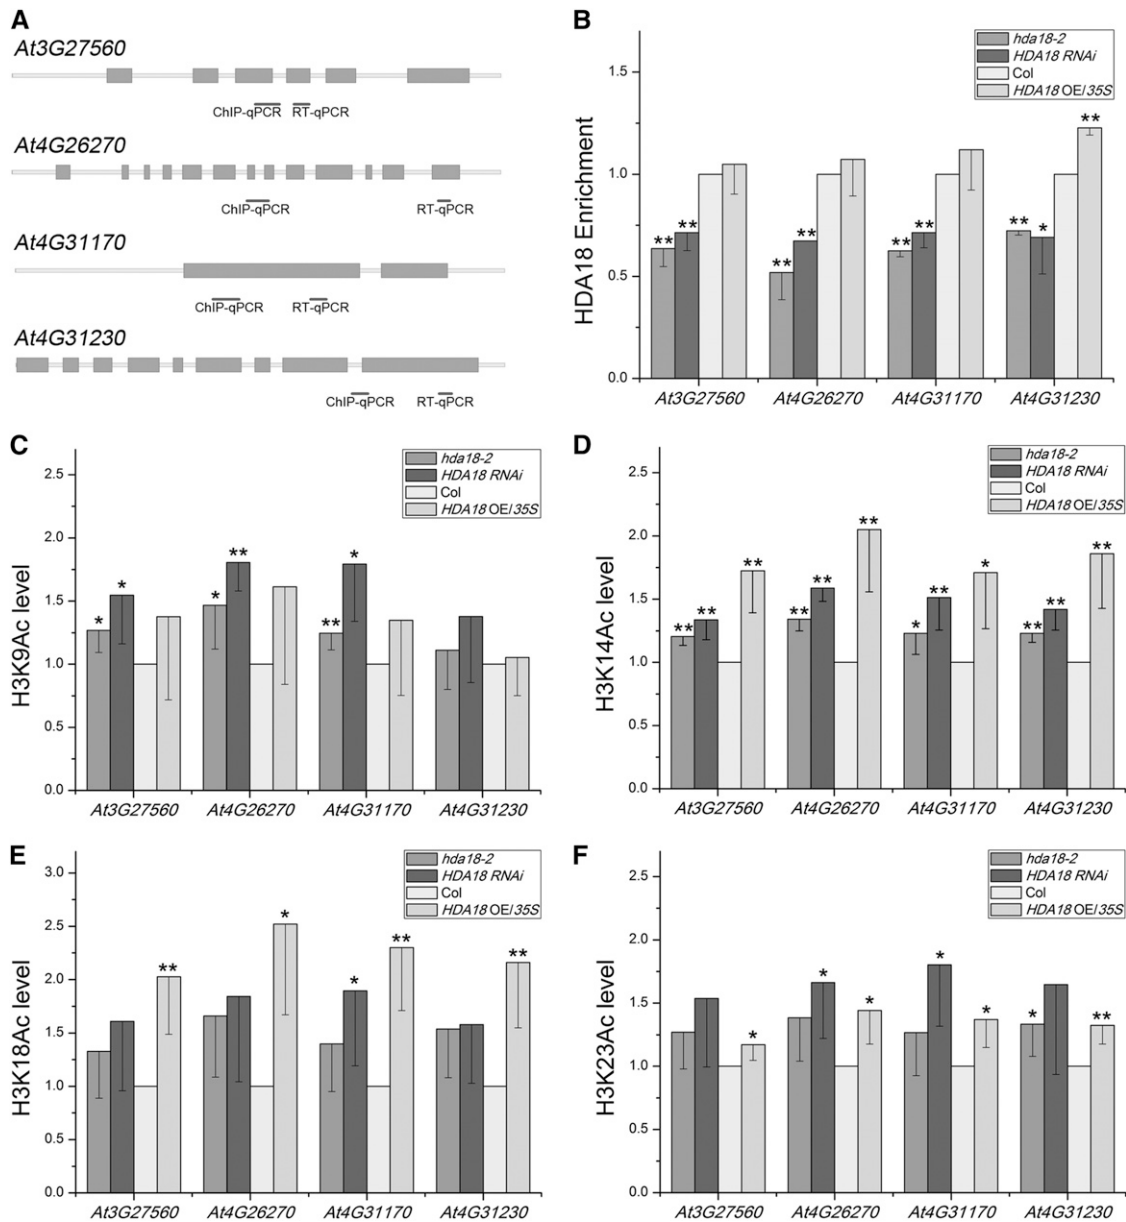 A
At3G27560
ChIP-qPCR RT-qPCR
At4G26270
ChIP-qPCR RT-qPCR
At4G31170
ChIP-qPCR RT-qPCR
At4G31230
ChIP-qPCR RT-qPCR
B
hda18-2
HDA18 RNAi
Col
HDA18 OE/35S
HDA18 Enrichment
1.5
1.0
0.5
0.0
** ** ** ** ** ** ** * **
At3G27560 At4G26270 At4G31170 At4G31230
C
hda18-2
HDA18 RNAi
Col
HDA18 OE/35S
H3K9Ac level
2.5
2.0
1.5
1.0
0.5
0.0
* * * ** ** *
At3G27560 At4G26270 At4G31170 At4G31230
D
hda18-2
HDA18 RNAi
Col
HDA18 OE/35S
H3K14Ac level
2.5
2.0
1.5
1.0
0.5
0.0
** ** ** ** ** ** * ** * ** ** **
At3G27560 At4G26270 At4G31170 At4G31230
E
hda18-2
HDA18 RNAi
Col
HDA18 OE/35S
H3K18Ac level
3.0
2.5
2.0
1.5
1.0
0.5
0.0
** * * ** **
At3G27560 At4G26270 At4G31170 At4G31230
F
hda18-2
HDA18 RNAi
Col
HDA18 OE/35S
H3K23Ac level
2.5
2.0
1.5
1.0
0.5
0.0
* * * * * * **
At3G27560 At4G26270 At4G31170 At4G31230